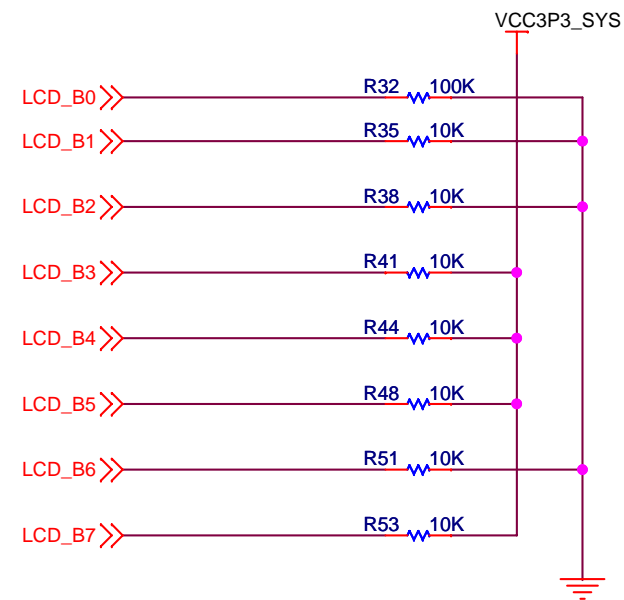 VCC3P3_SYS
LCD_B0 R32 100K
LCD_B1 R35 10K
LCD_B2 R38 10K
LCD_B3 R41 10K
LCD_B4 R44 10K
LCD_B5 R48 10K
LCD_B6 R51 10K
LCD_B7 R53 10K